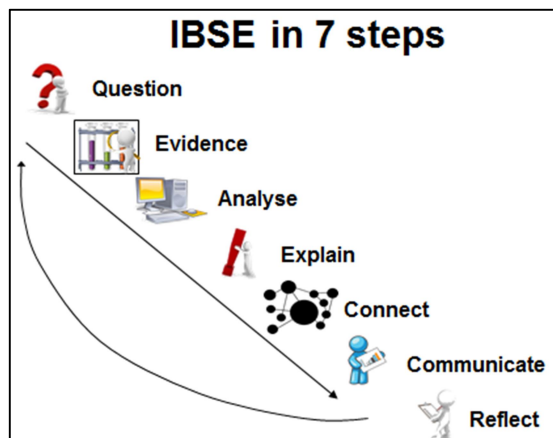 IBSE in 7 steps
Question
Evidence
Analyse
Explain
Connect
Communicate
Reflect